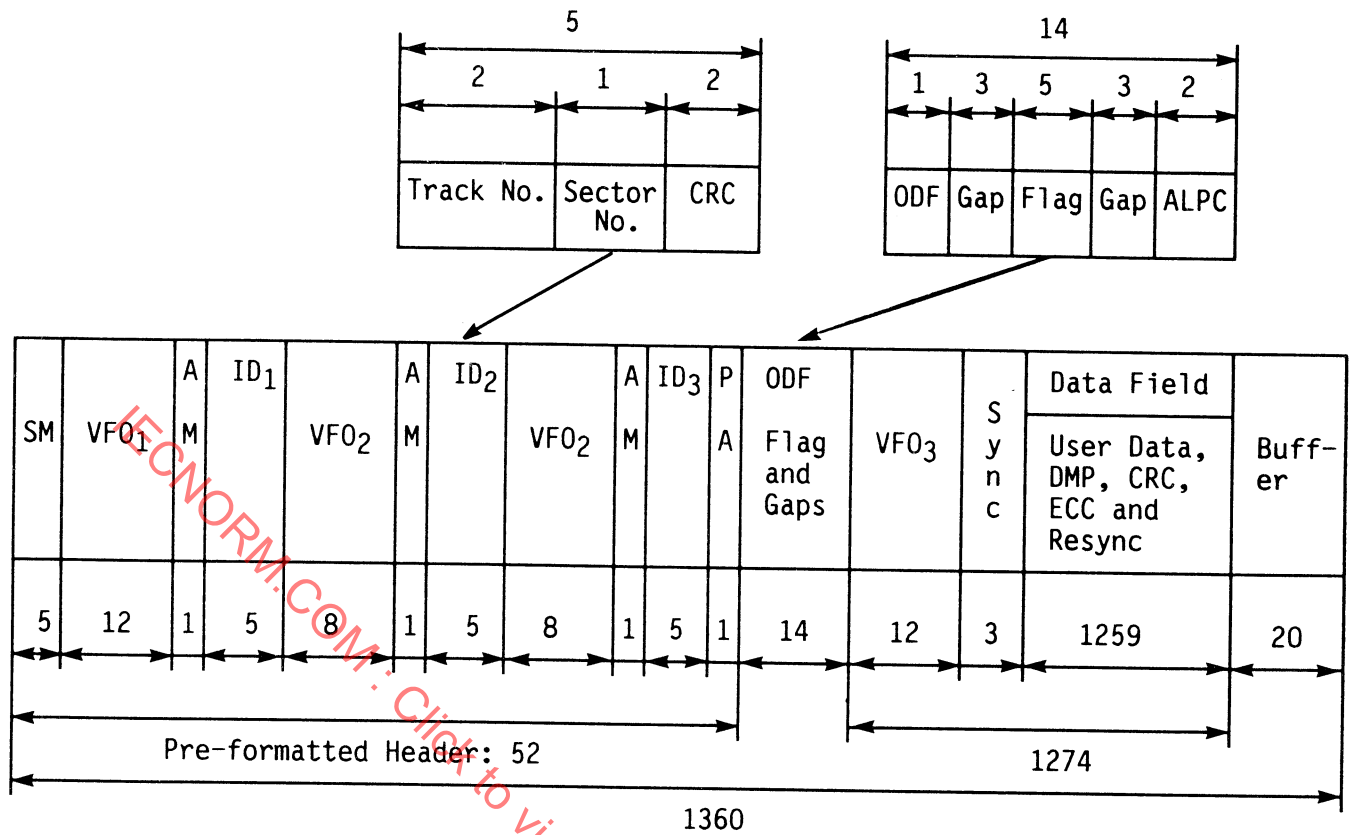 5
14
2 1 2
1 3 5 3 2
Track No. Sector No. CRC
ODF Gap Flag Gap ALPC
SM VFO1 A M ID1 VFO2 A M ID2 VFO2 A M ID3 P A ODF Flag and Gaps VFO3 Sync Data Field User Data, DMP, CRC, ECC and Resync Buff-er
5 12 1 5 8 1 5 8 1 5 1 14 12 3 1259 20
Pre-formatted Header: 52
1274
1360
IECNORM.COM: Click to vi